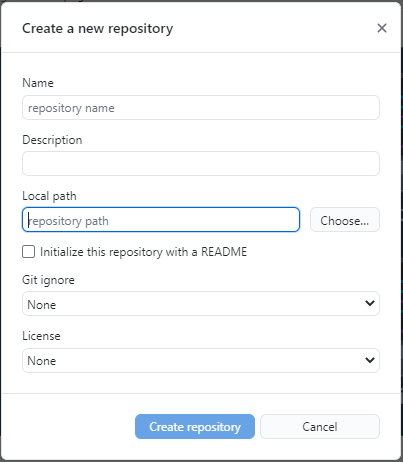 Create a new repository
Name
repository name
Description
Local path
repository path
Choose...
Initialize this repository with a README
Git ignore
None
License
None
Create repository
Cancel